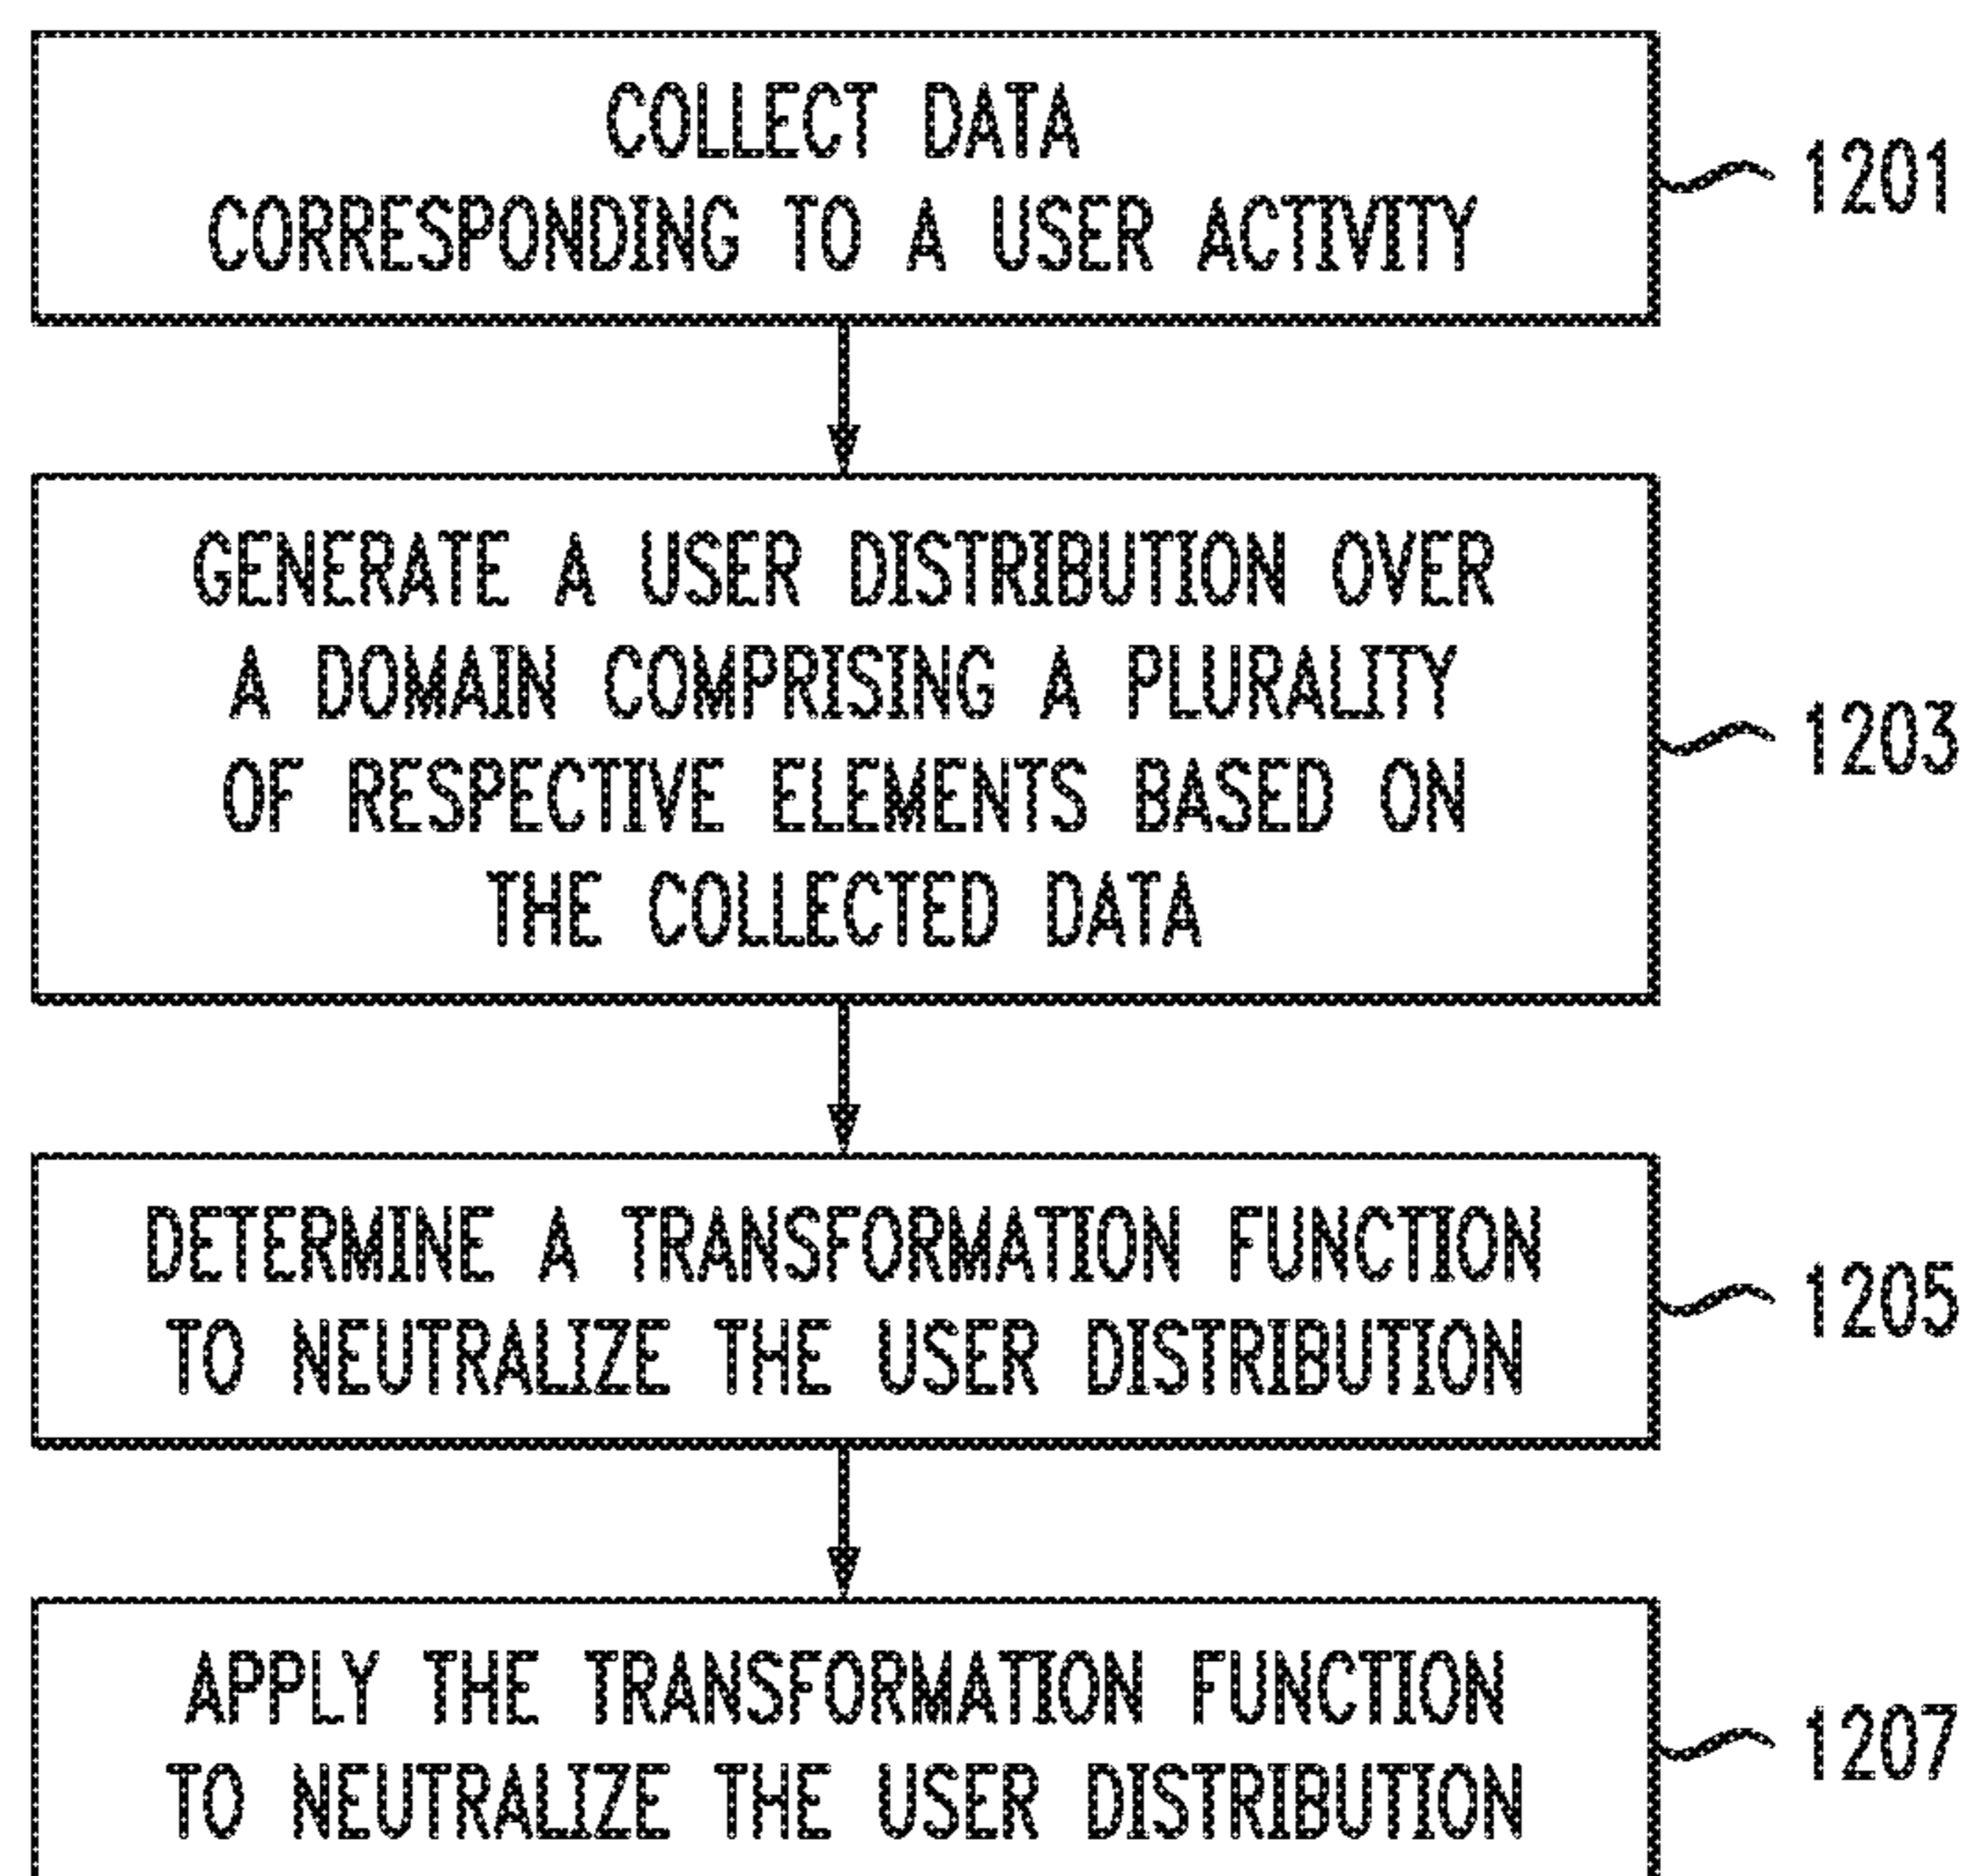 COLLECT DATA
CORRESPONDING TO A USER ACTIVITY
1201
GENERATE A USER DISTRIBUTION OVER
A DOMAIN COMPRISING A PLURALITY
OF RESPECTIVE ELEMENTS BASED ON
THE COLLECTED DATA
1203
DETERMINE A TRANSFORMATION FUNCTION
TO NEUTRALIZE THE USER DISTRIBUTION
1205
APPLY THE TRANSFORMATION FUNCTION
TO NEUTRALIZE THE USER DISTRIBUTION
1207